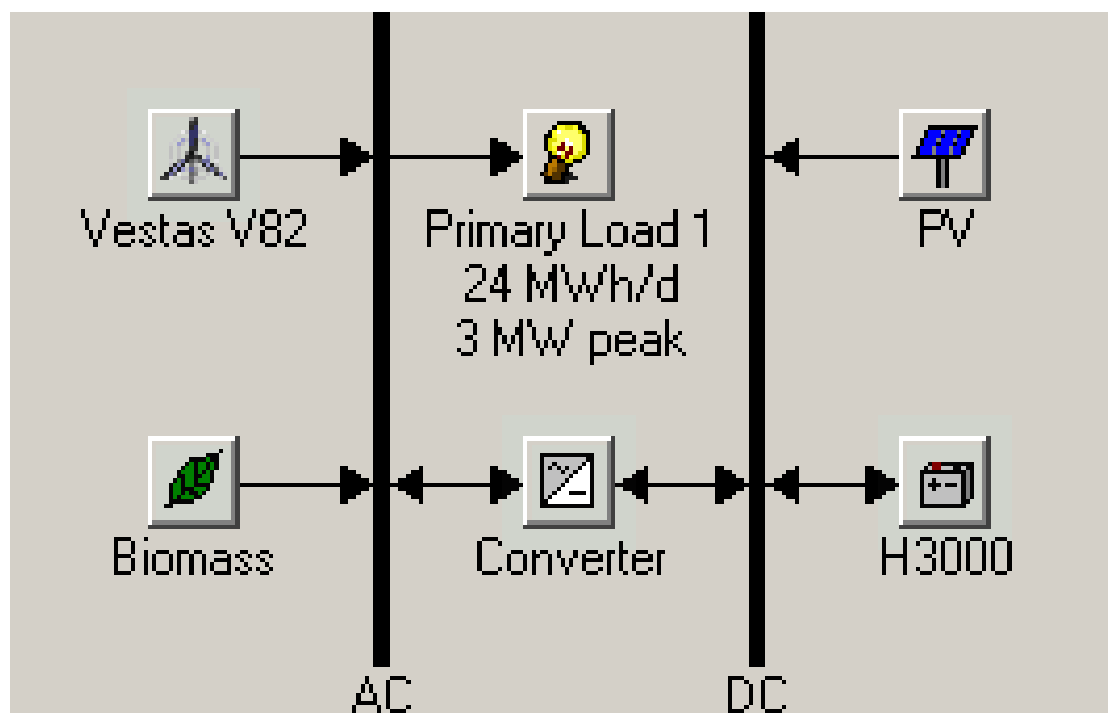 Vestas V82
Primary Load 1
24 MWh/d
3 MW peak
PV
Biomass
Converter
H3000
AC
DC